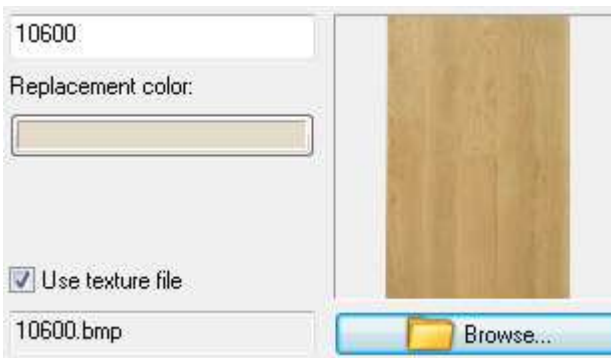 10600
Replacement color:
Use texture file
10600.bmp
Browse...